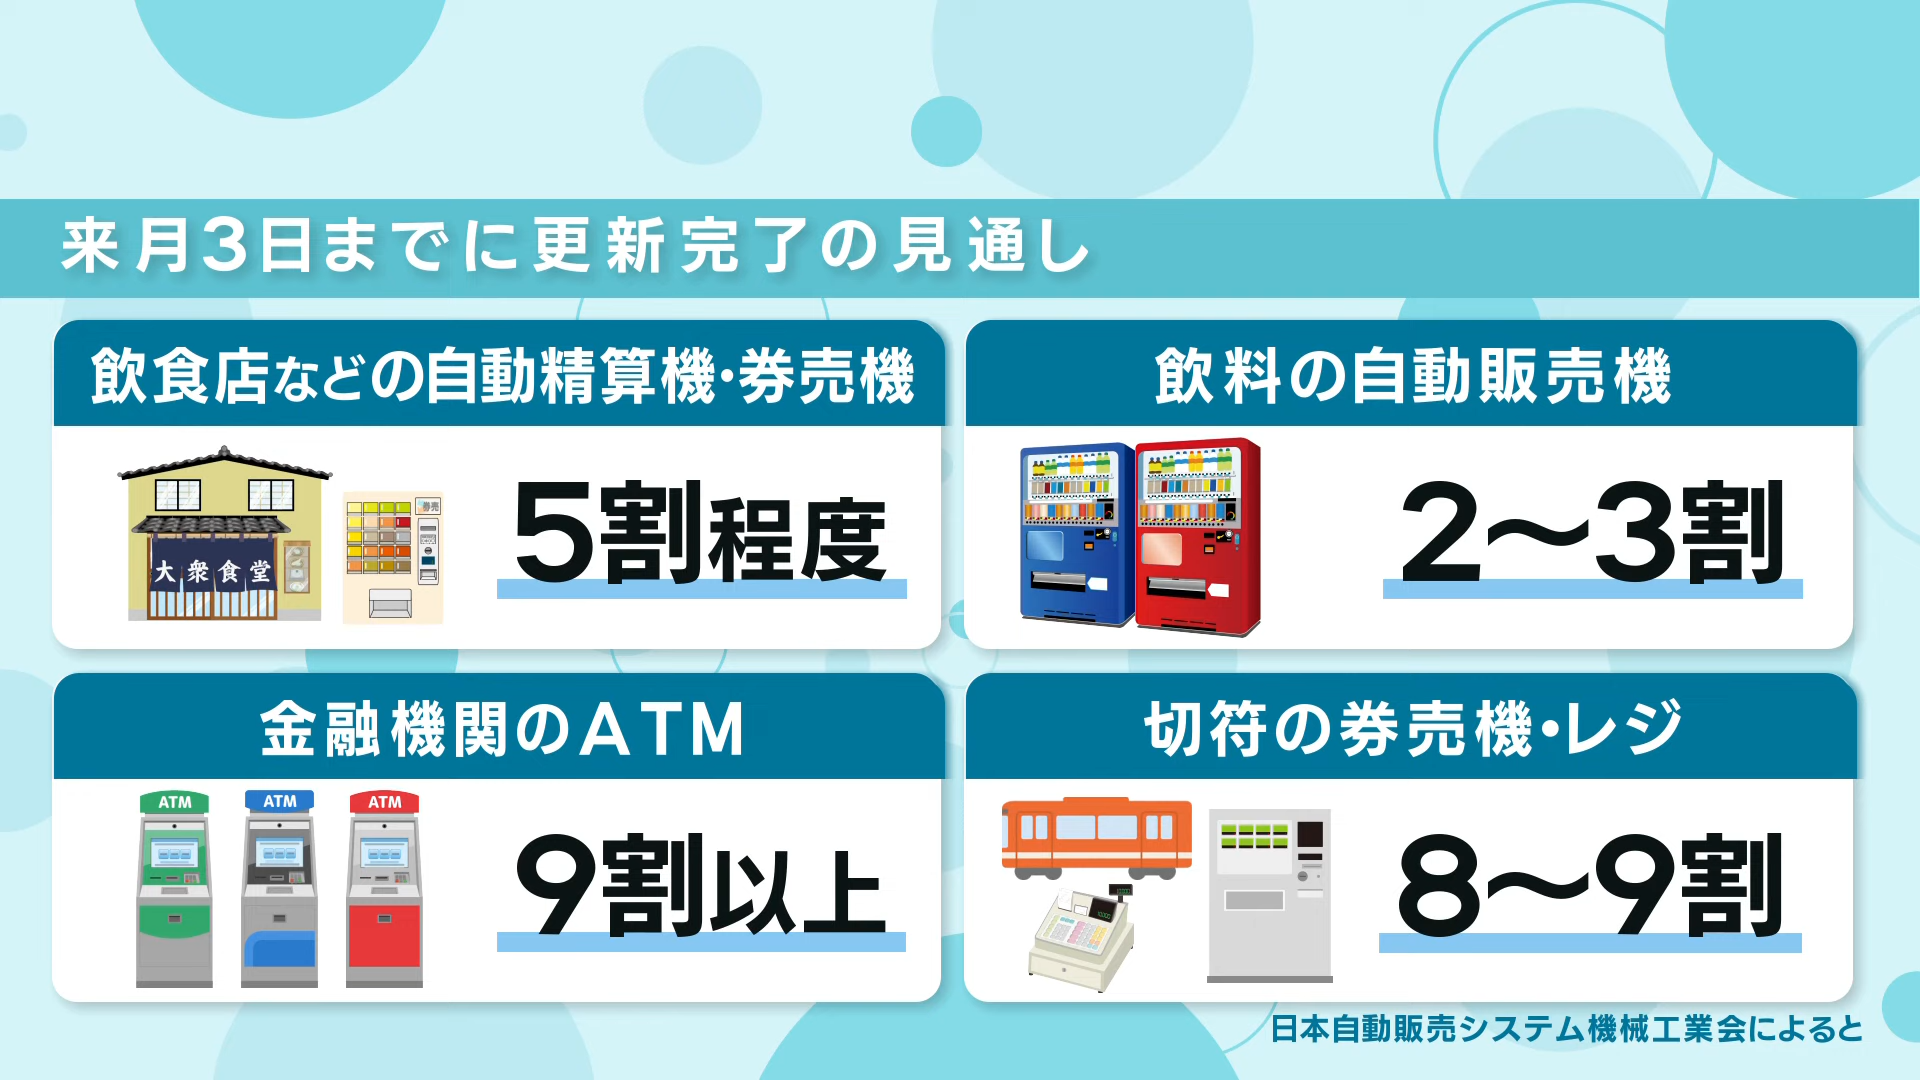 来月3日までに更新完了の見通し
飲食店などの自動精算機・券売機
大衆食堂
券売
5割程度
飲料の自動販売機
2〜3割
金融機関のATM
ATM
ATM
ATM
9割以上
切符の券売機・レジ
8〜9割
日本自動販売システム機械工業会によると